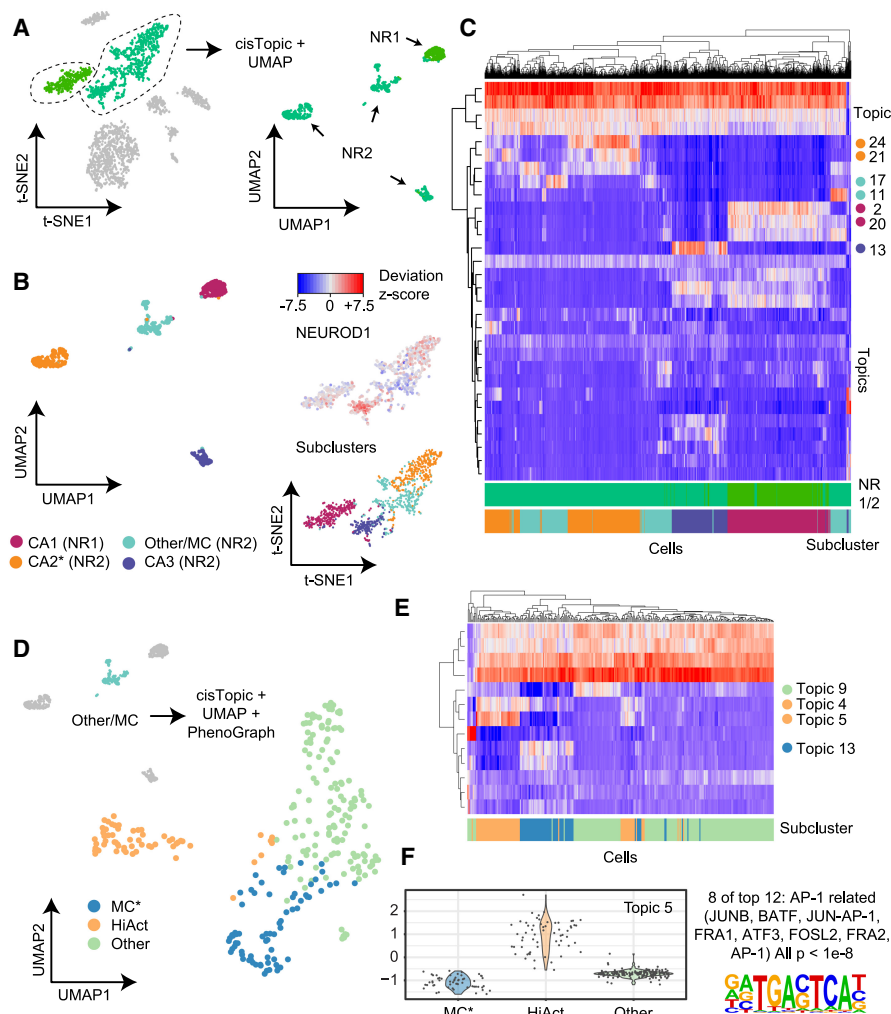 A
t-SNE2
t-SNE1
cisTopic +
UMAP
NR1
NR2
UMAP2
UMAP1
B
-7.5
0
+7.5
Deviation
z-score
NEUROD1
Subclusters
UMAP2
UMAP1
t-SNE2
t-SNE1
CA1 (NR1)
Other/MC (NR2)
CA2* (NR2)
CA3 (NR2)
C
Topic
24
21
17
11
2
20
13
Topics
NR
1/2
Cells
Subcluster
D
Other/MC
cisTopic +
UMAP +
PhenoGraph
MC*
HiAct
Other
UMAP2
UMAP1
E
Topic 9
Topic 4
Topic 5
Topic 13
Subcluster
Cells
F
Topic 5
2
1
0
−1
MC*
HiAct
Other
8 of top 12: AP-1 related
(JUNB, BATF, JUN-AP-1,
FRA1, ATF3, FOSL2, FRA2,
AP-1) All p < 1e-8
GATGAGTCAT